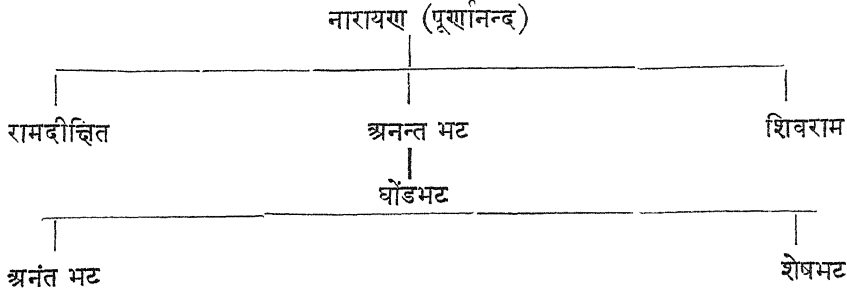 नारायण (पूर्णानन्द)
रामदीक्षित अनन्त भट शिवराम
घोंडभट
अनंत भट शेषभट